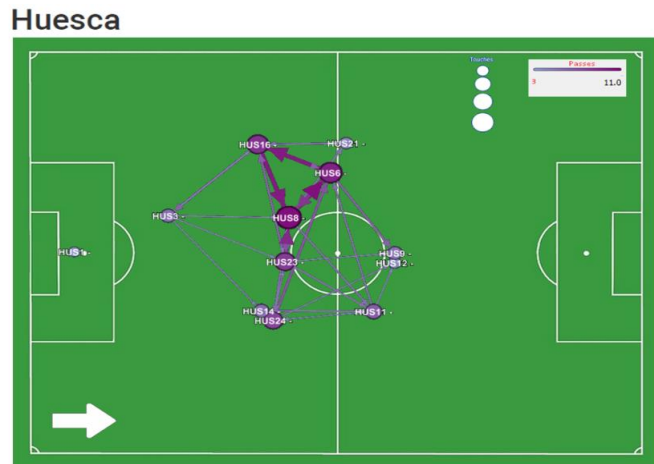 Huesca
Touches
Passes
11.0
HUS16 -
HUS21 -
HUS6 -
HUS3 -
HUS8 -
HUS1 -
HUS23 -
HUS9 -
HUS12 -
HUS14 -
HUS11 -
HUS24 -